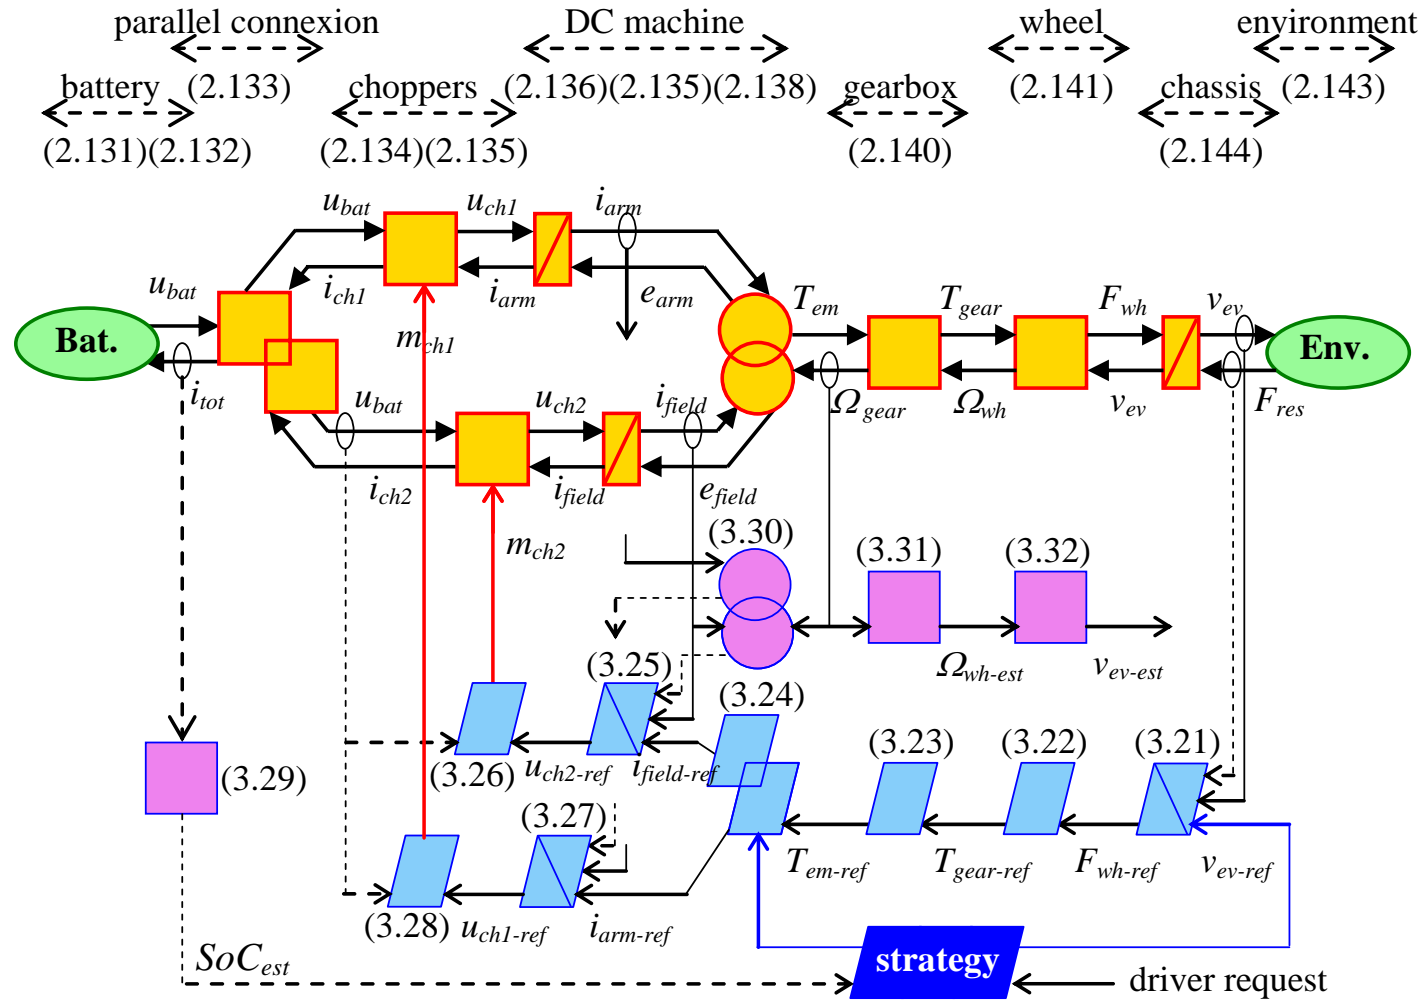 parallel connexion
DC machine
wheel
environment
battery
(2.133)
choppers
(2.136)(2.135)(2.138)
gearbox
(2.141)
chassis
(2.143)
(2.131)(2.132)
(2.134)(2.135)
(2.140)
(2.144)
u_bat
u_ch1
i_arm
u_bat
i_ch1
i_arm
e_arm
T_em
T_gear
F_wh
v_ev
Bat.
m_ch1
Env.
i_tot
u_bat
u_ch2
i_field
Ω_gear
Ω_wh
v_ev
F_res
i_ch2
i_field
e_field
m_ch2
(3.30)
(3.31)
(3.32)
(3.25)
Ω_wh-est
v_ev-est
(3.24)
(3.29)
(3.26)
u_ch2-ref
i_field-ref
(3.23)
(3.22)
(3.21)
(3.27)
T_em-ref
T_gear-ref
F_wh-ref
v_ev-ref
(3.28)
u_ch1-ref
i_arm-ref
SoC_est
strategy
driver request